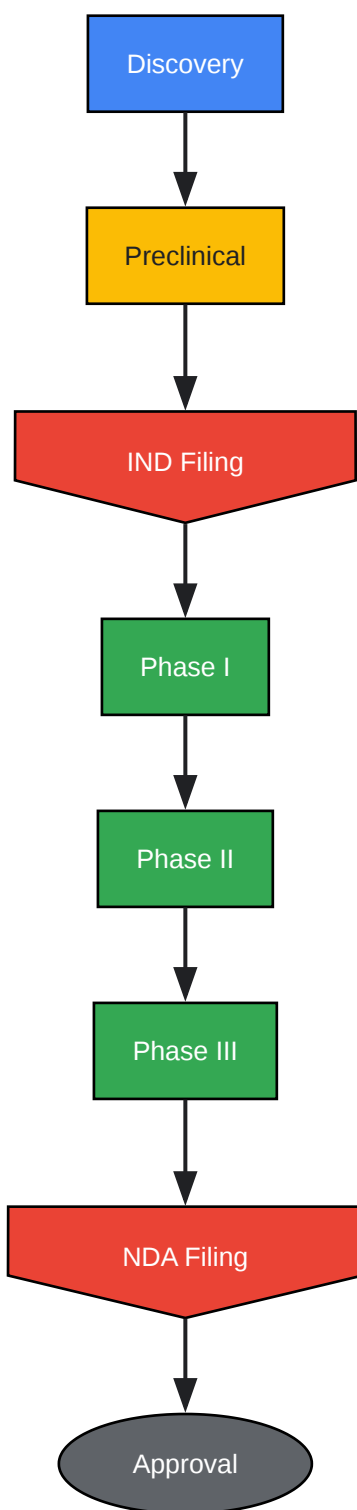 Discovery
Preclinical
IND Filing
Phase I
Phase II
Phase III
NDA Filing
Approval